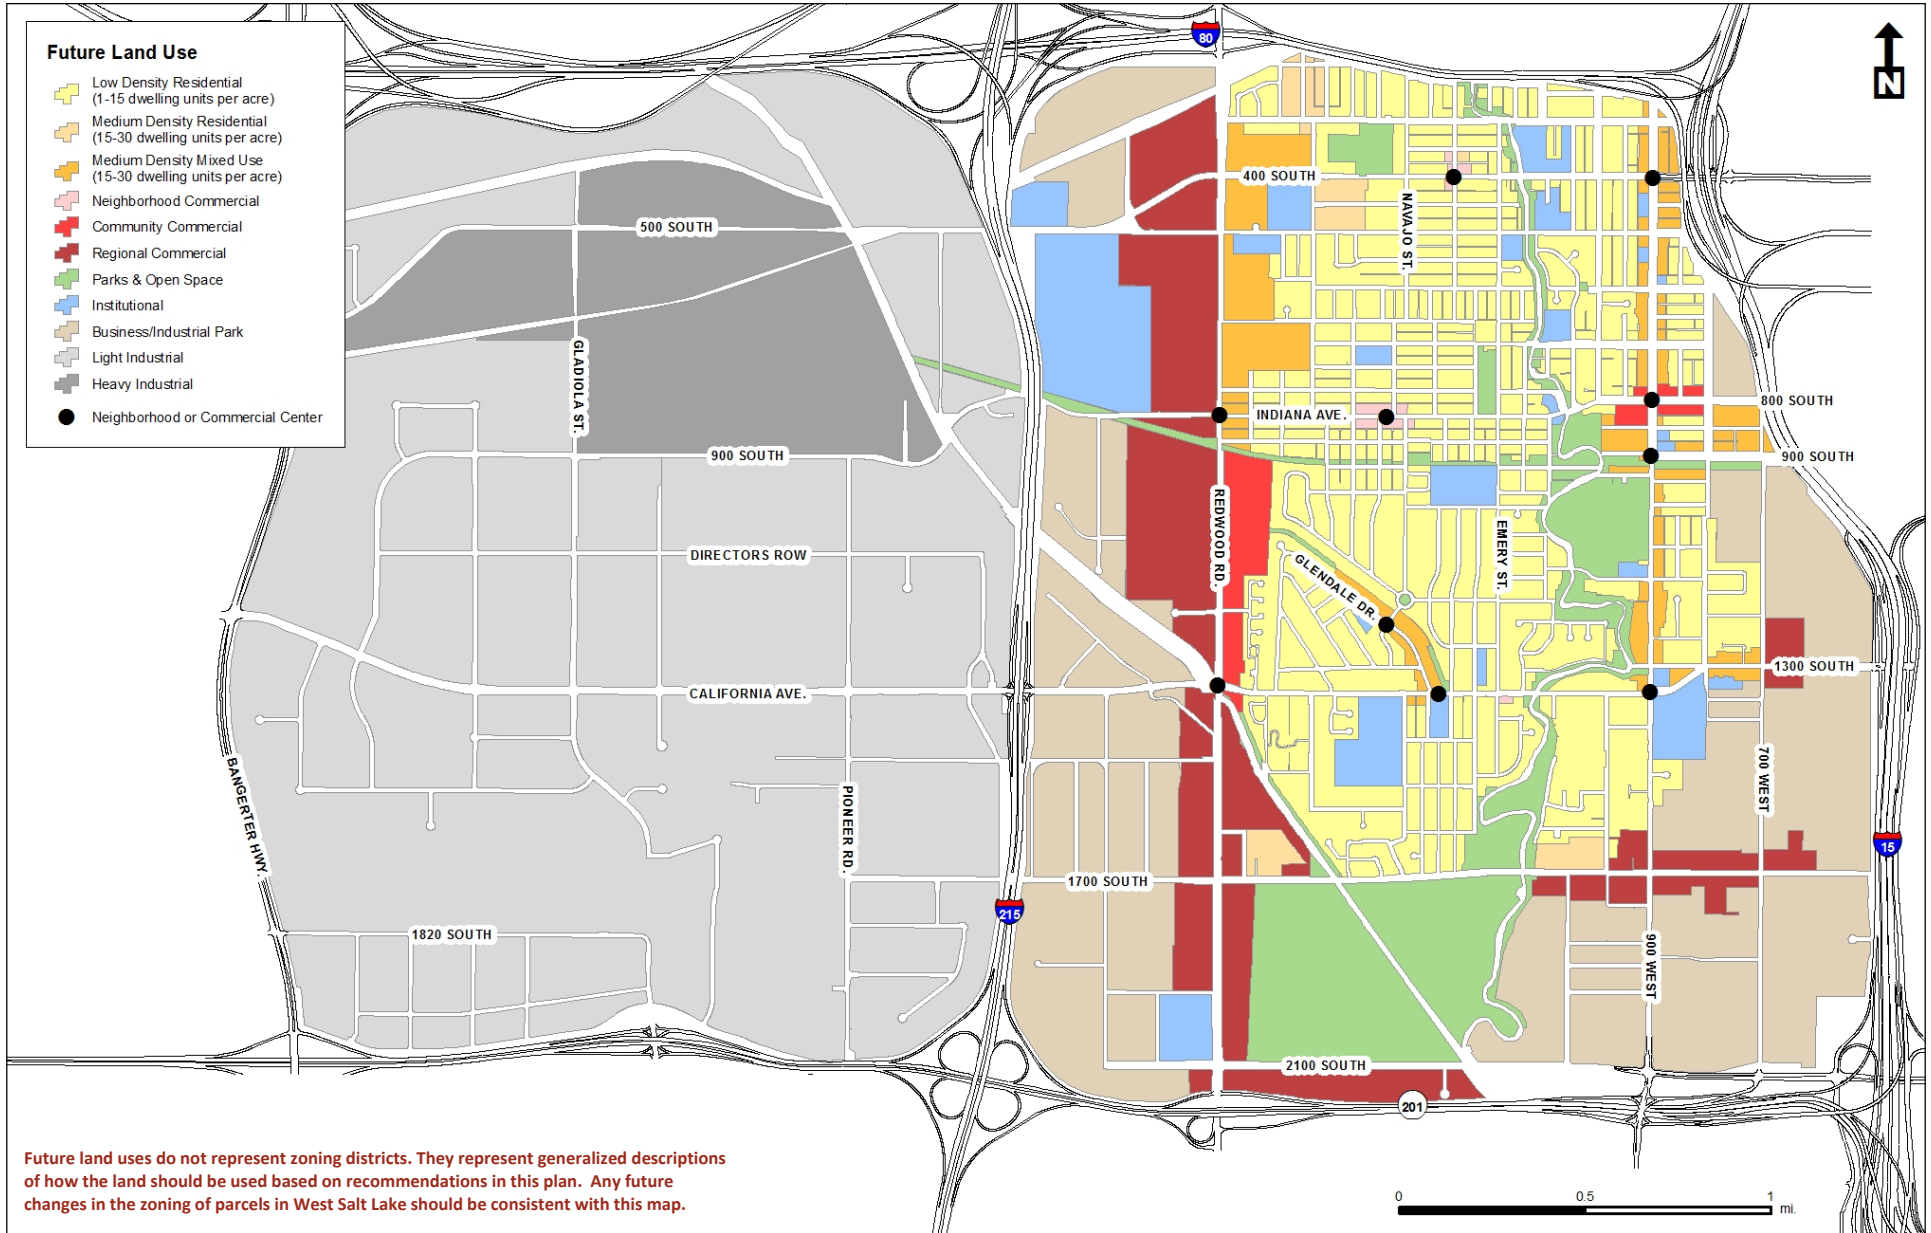 Future Land Use
Low Density Residential
(1-15 dwelling units per acre)
Medium Density Residential
(15-30 dwelling units per acre)
Medium Density Mixed Use
(15-30 dwelling units per acre)
Neighborhood Commercial
Community Commercial
Regional Commercial
Parks & Open Space
Institutional
Business/Industrial Park
Light Industrial
Heavy Industrial
Neighborhood or Commercial Center
80
N
400 SOUTH
NAVAJO ST.
500 SOUTH
GLADIOLA ST.
INDIANA AVE.
800 SOUTH
900 SOUTH
900 SOUTH
REDWOOD RD.
EMERY ST.
DIRECTORS ROW
GLENDALE DR.
1300 SOUTH
CALIFORNIA AVE.
BANGERTER HWY.
PIONEER RD.
700 WEST
15
1700 SOUTH
215
1820 SOUTH
900 WEST
2100 SOUTH
201
Future land uses do not represent zoning districts. They represent generalized descriptions
of how the land should be used based on recommendations in this plan. Any future
changes in the zoning of parcels in West Salt Lake should be consistent with this map.
0 0.5 1
mi.